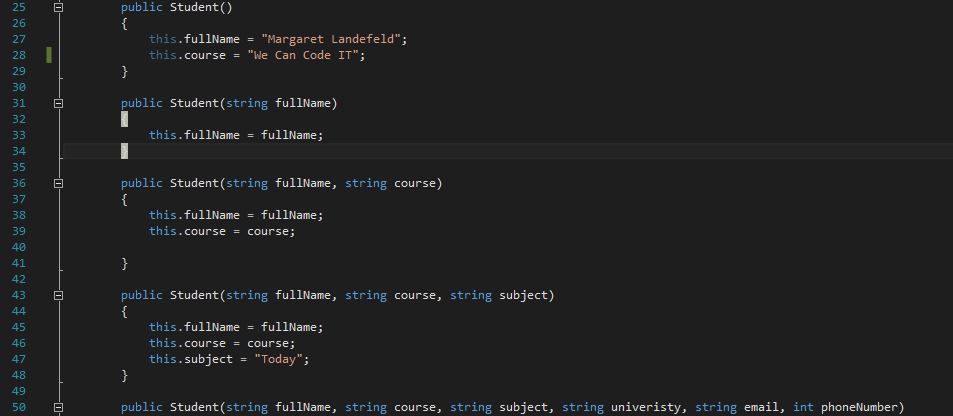 25 public Student()
26 {
27 this.fullName = "Margaret Landefeld";
28 this.course = "We Can Code IT";
29 }
30
31 public Student(string fullName)
32 {
33 this.fullName = fullName;
34 }
35
36 public Student(string fullName, string course)
37 {
38 this.fullName = fullName;
39 this.course = course;
40
41 }
42
43 public Student(string fullName, string course, string subject)
44 {
45 this.fullName = fullName;
46 this.course = course;
47 this.subject = "Today";
48 }
49
50 public Student(string fullName, string course, string subject, string univeristy, string email, int phoneNumber)